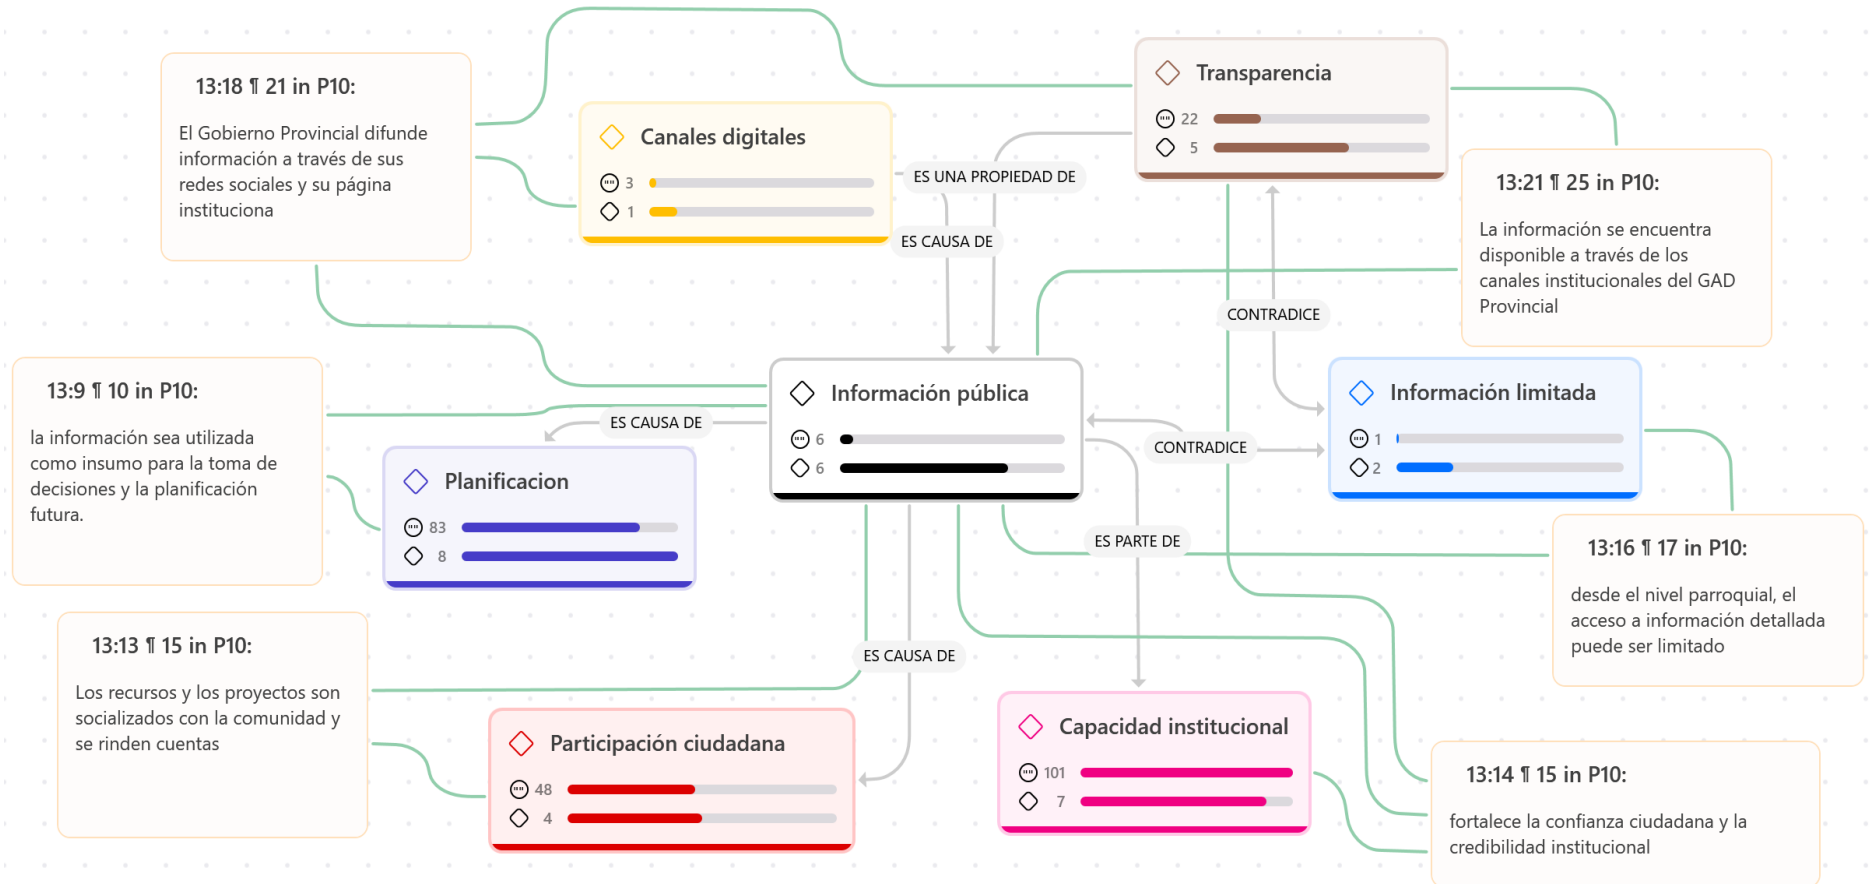 13:18 ¶ 21 in P10:
El Gobierno Provincial difunde
información a través de sus
redes sociales y su página
instituciona
Canales digitales
3
1
Transparencia
22
5
ES UNA PROPIEDAD DE
ES CAUSA DE
13:21 ¶ 25 in P10:
La información se encuentra
disponible a través de los
canales institucionales del GAD
Provincial
CONTRADICE
13:9 ¶ 10 in P10:
la información sea utilizada
como insumo para la toma de
decisiones y la planificación
futura.
ES CAUSA DE
Planificacion
83
8
Información pública
6
6
CONTRADICE
Información limitada
1
2
ES PARTE DE
13:16 ¶ 17 in P10:
desde el nivel parroquial, el
acceso a información detallada
puede ser limitado
13:13 ¶ 15 in P10:
Los recursos y los proyectos son
socializados con la comunidad y
se rinden cuentas
ES CAUSA DE
Participación ciudadana
48
4
Capacidad institucional
101
7
13:14 ¶ 15 in P10:
fortalece la confianza ciudadana y la
credibilidad institucional